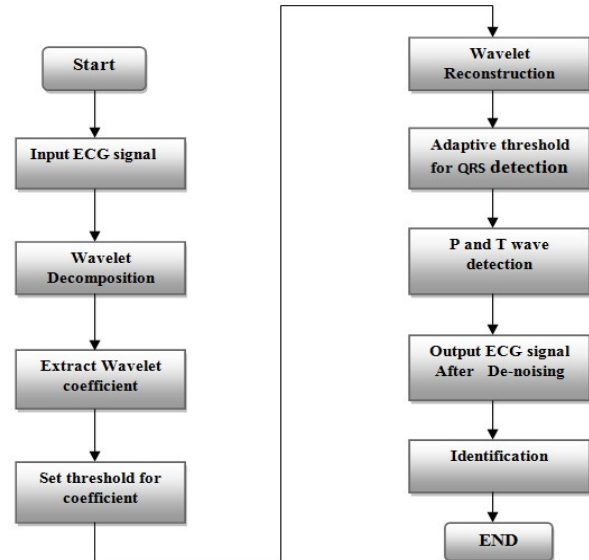 Start
Input ECG signal
Wavelet
Decomposition
Extract Wavelet
coefficient
Set threshold for
coefficient
Wavelet
Reconstruction
Adaptive threshold
for QRS detection
P and T wave
detection
Output ECG signal
After De-noising
Identification
END